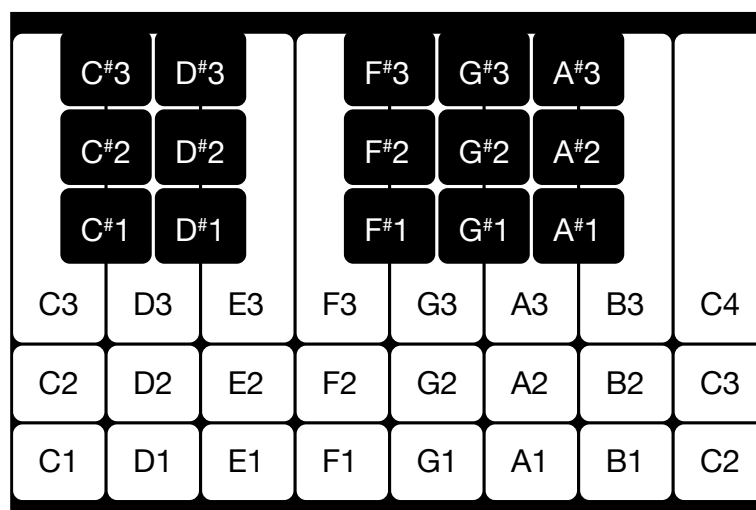 C#3 D#3 F#3 G#3 A#3
C#2 D#2 F#2 G#2 A#2
C#1 D#1 F#1 G#1 A#1
C3 D3 E3 F3 G3 A3 B3 C4
C2 D2 E2 F2 G2 A2 B2 C3
C1 D1 E1 F1 G1 A1 B1 C2